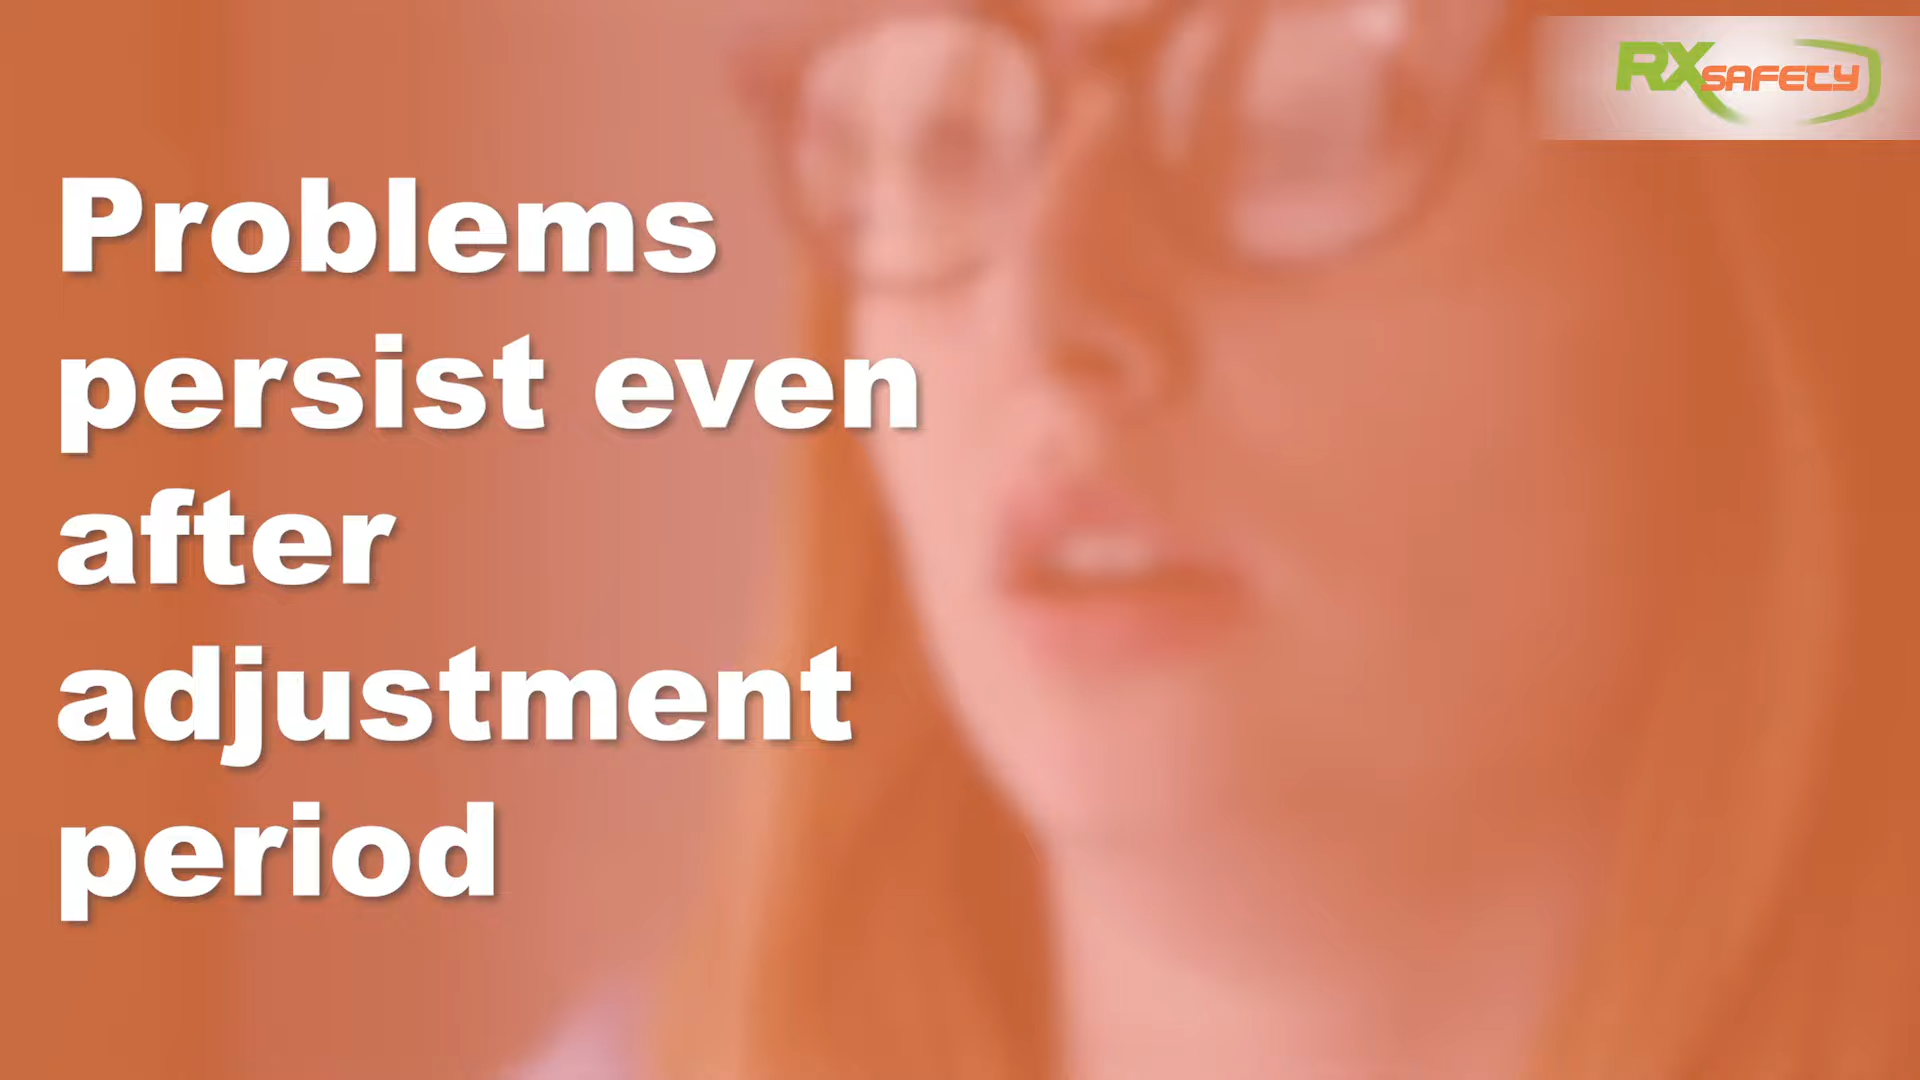 RX SAFETY
Problems
persist even
after
adjustment
period